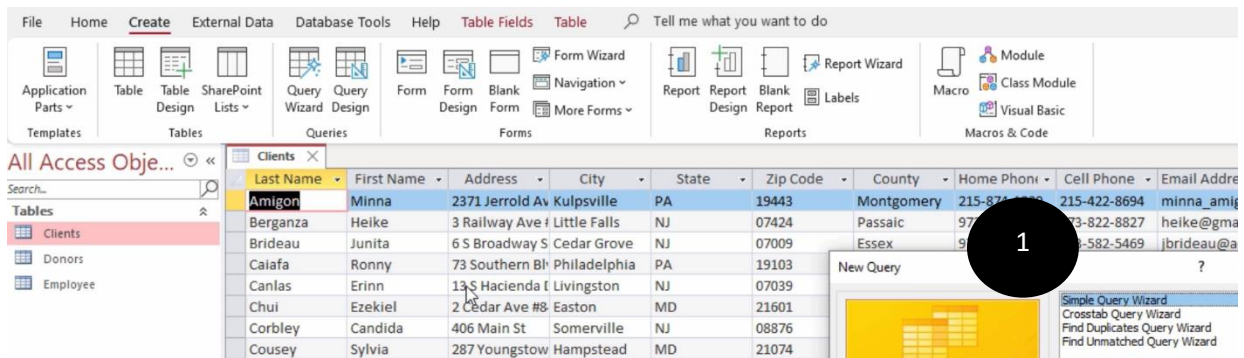 File Home Create External Data Database Tools Help Table Fields Table Tell me what you want to do
Application Parts Table Table Design SharePoint Lists Query Wizard Query Design Form Form Design Blank Form Form Wizard Navigation More Forms Report Report Design Blank Report Report Wizard Labels Macro Module Class Module Visual Basic
Templates Tables Queries Forms Reports Macros & Code
All Access Obje... «
Search...
Tables
Clients
Donors
Employee
Clients
Last Name First Name Address City State Zip Code County Home Phone Cell Phone Email Addre
Amigon Minna 2371 Jerrold Av Kulpsville PA 19443 Montgomery 215-422-8694 minna_amig
Berganza Heike 3 Railway Ave Little Falls NJ 07424 Passaic 97 3-822-8827 heike@gma
Brideau Junita 6 S Broadway S Cedar Grove NJ 07009 Essex 9 -582-5469 jbrideau@a
Caiafa Ronny 73 Southern Bl Philadelphia PA 19103
Canlas Erinn 13 S Hacienda Livingston NJ 07039
Chui Ezekiel 2 Cedar Ave #8 Easton MD 21601
Corbley Candida 406 Main St Somerville NJ 08876
Cousey Sylvia 287 Youngstow Hampstead MD 21074
1
New Query ?
Simple Query Wizard
Crosstab Query Wizard
Find Duplicates Query Wizard
Find Unmatched Query Wizard